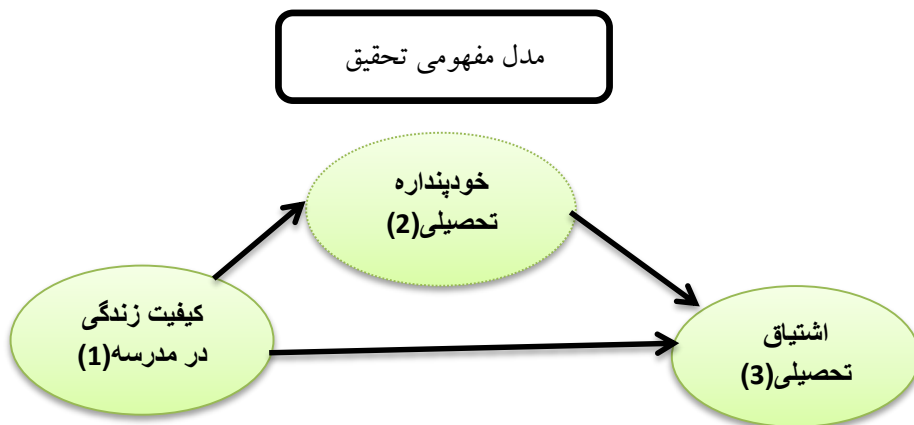 مدل مفهومی تحقیق
خودپنداره
تحصیلی(2)
کیفیت زندگی
در مدرسه(1)
اشتیاق
تحصیلی(3)